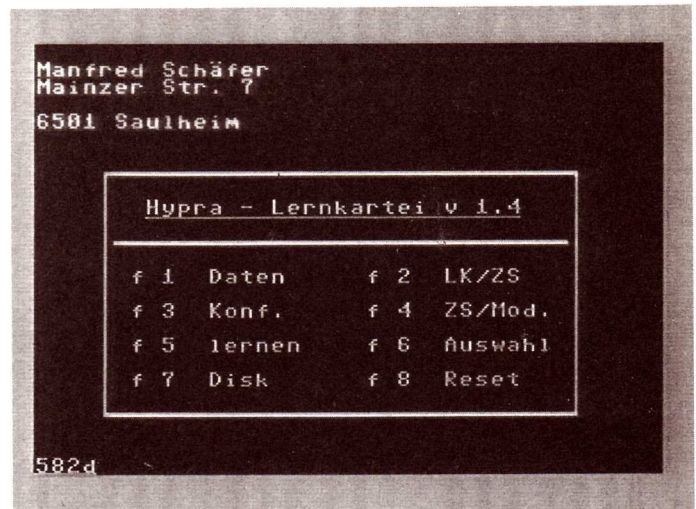 Manfred Schäfer
Mainzer Str. 7
6501 Saulheim
Hypra - Lernkartei v 1.4
f 1 Daten f 2 LK/ZS
f 3 Konf. f 4 ZS/Mod.
f 5 lernen f 6 Auswahl
f 7 Disk f 8 Reset
582d